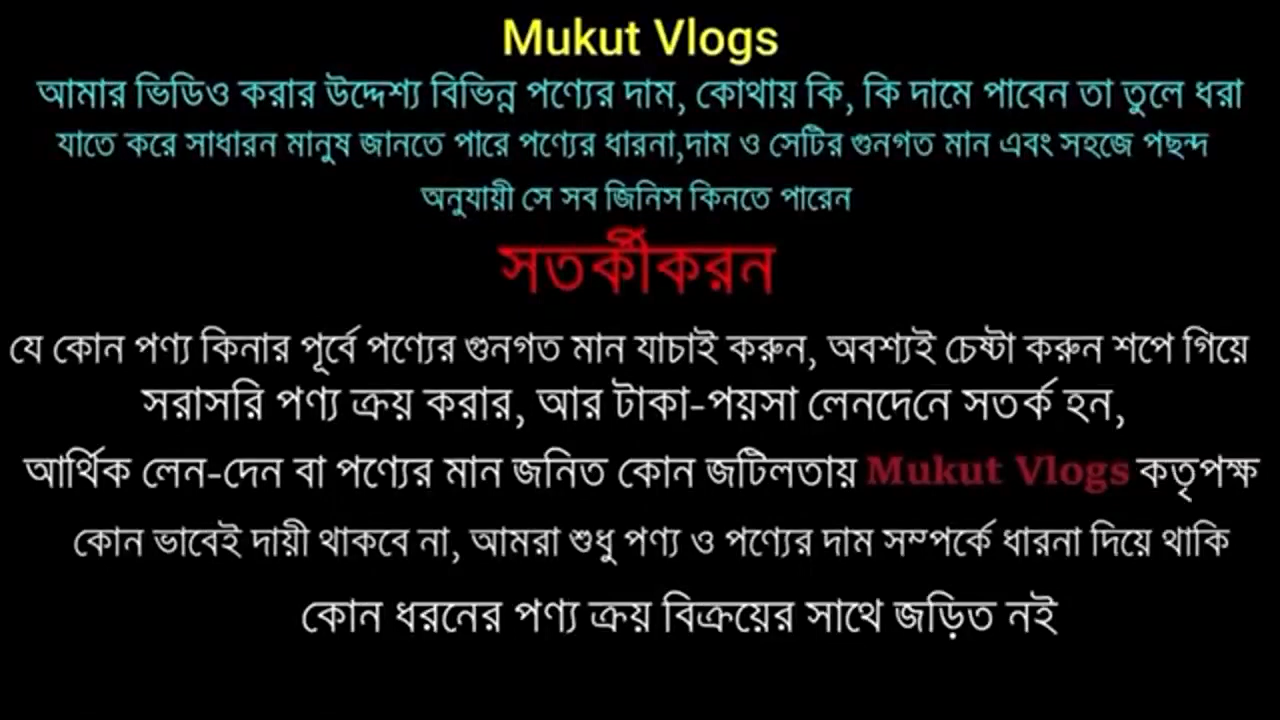 Mukut Vlogs
আমার ভিডিও করার উদ্দেশ্য বিভিন্ন পণ্যের দাম, কোথায় কি, কি দামে পাবেন তা তুলে ধরা
যাতে করে সাধারন মানুষ জানতে পারে পণ্যের ধারনা,দাম ও সেটির গুনগত মান এবং সহজে পছন্দ
অনুযায়ী সে সব জিনিস কিনতে পারেন
সতর্কীকরন
যে কোন পণ্য কিনার পূর্বে পণ্যের গুনগত মান যাচাই করুন, অবশ্যই চেষ্টা করুন শপে গিয়ে
সরাসরি পণ্য ক্রয় করার, আর টাকা-পয়সা লেনদেনে সতর্ক হন,
আর্থিক লেন-দেন বা পণ্যের মান জনিত কোন জটিলতায় Mukut Vlogs কতৃপক্ষ
কোন ভাবেই দায়ী থাকবে না, আমরা শুধু পণ্য ও পণ্যের দাম সম্পর্কে ধারনা দিয়ে থাকি
কোন ধরনের পণ্য ক্রয় বিক্রয়ের সাথে জড়িত নই